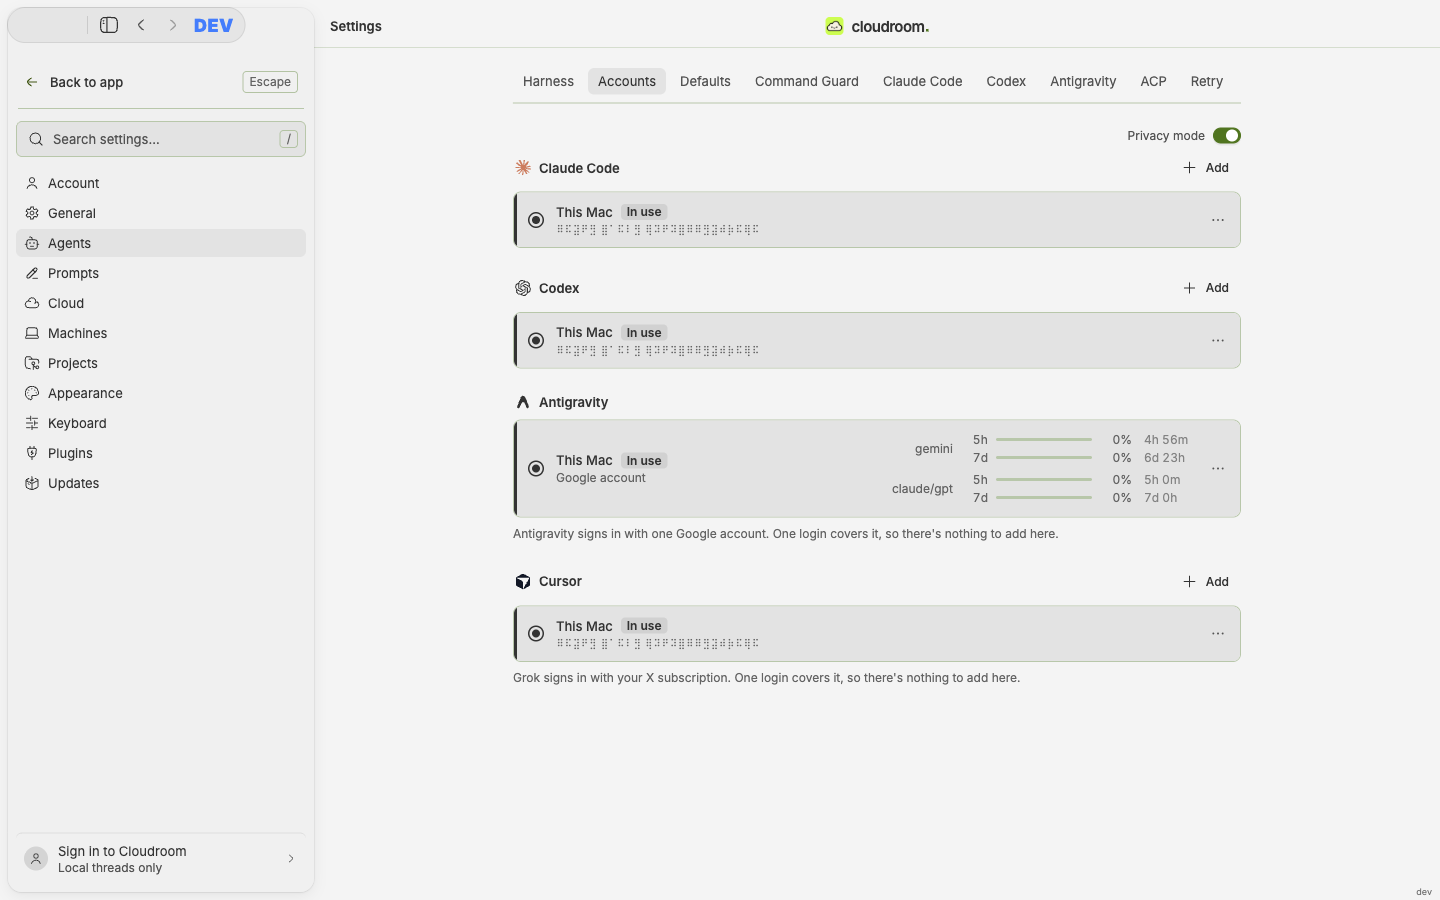 DEV
Settings
cloudroom.
Back to app
Escape
Search settings...
/
Account
General
Agents
Prompts
Cloud
Machines
Projects
Appearance
Keyboard
Plugins
Updates
Sign in to Cloudroom
Local threads only
Harness
Accounts
Defaults
Command Guard
Claude Code
Codex
Antigravity
ACP
Retry
Privacy mode
Claude Code
Add
This Mac
In use
Codex
Add
This Mac
In use
Antigravity
This Mac
In use
Google account
gemini
5h 0% 4h 56m
7d 0% 6d 23h
claude/gpt
5h 0% 5h 0m
7d 0% 7d 0h
Antigravity signs in with one Google account. One login covers it, so there's nothing to add here.
Cursor
Add
This Mac
In use
Grok signs in with your X subscription. One login covers it, so there's nothing to add here.
dev